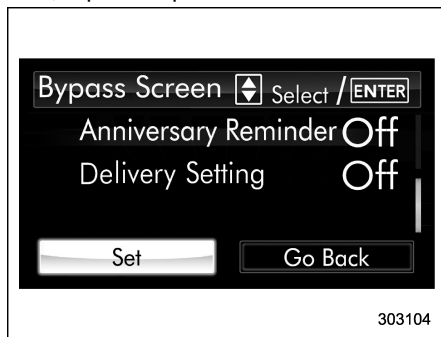 Bypass Screen Select / ENTER
Anniversary Reminder Off
Delivery Setting Off
Set Go Back
303104